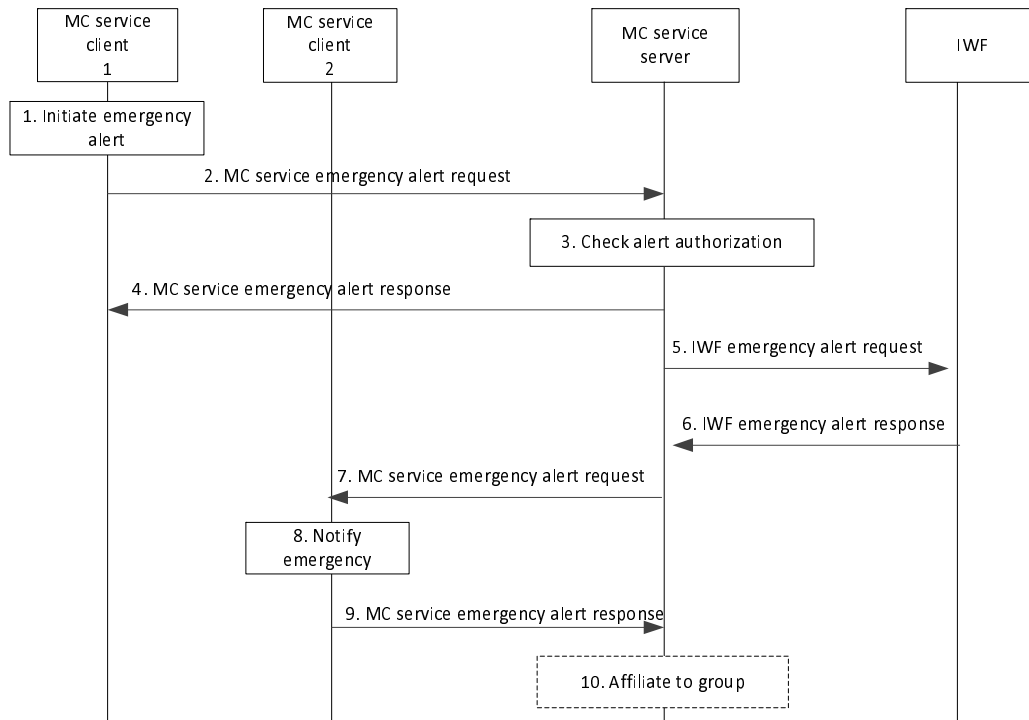 MC service
client
1
MC service
client
2
MC service
server
IWF
1. Initiate emergency
alert
2. MC service emergency alert request
3. Check alert authorization
4. MC service emergency alert response
5. IWF emergency alert request
6. IWF emergency alert response
7. MC service emergency alert request
8. Notify
emergency
9. MC service emergency alert response
10. Affiliate to group